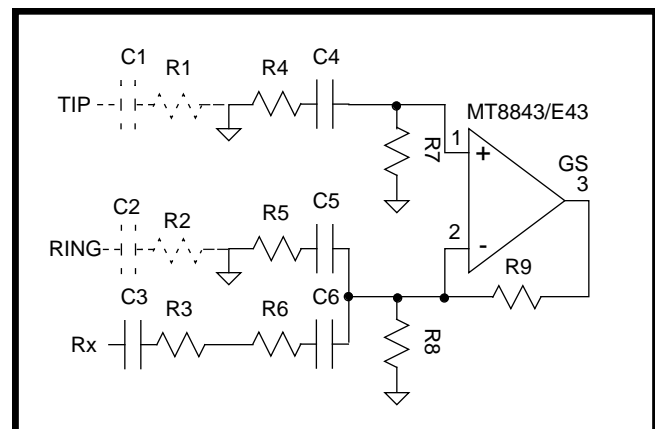 C1
R1
R4
C4
TIP
MT8843/E43
1
+
R7
GS
3
C2
R2
R5
C5
2
-
RING
R9
C3
R3
R6
C6
Rx
R8